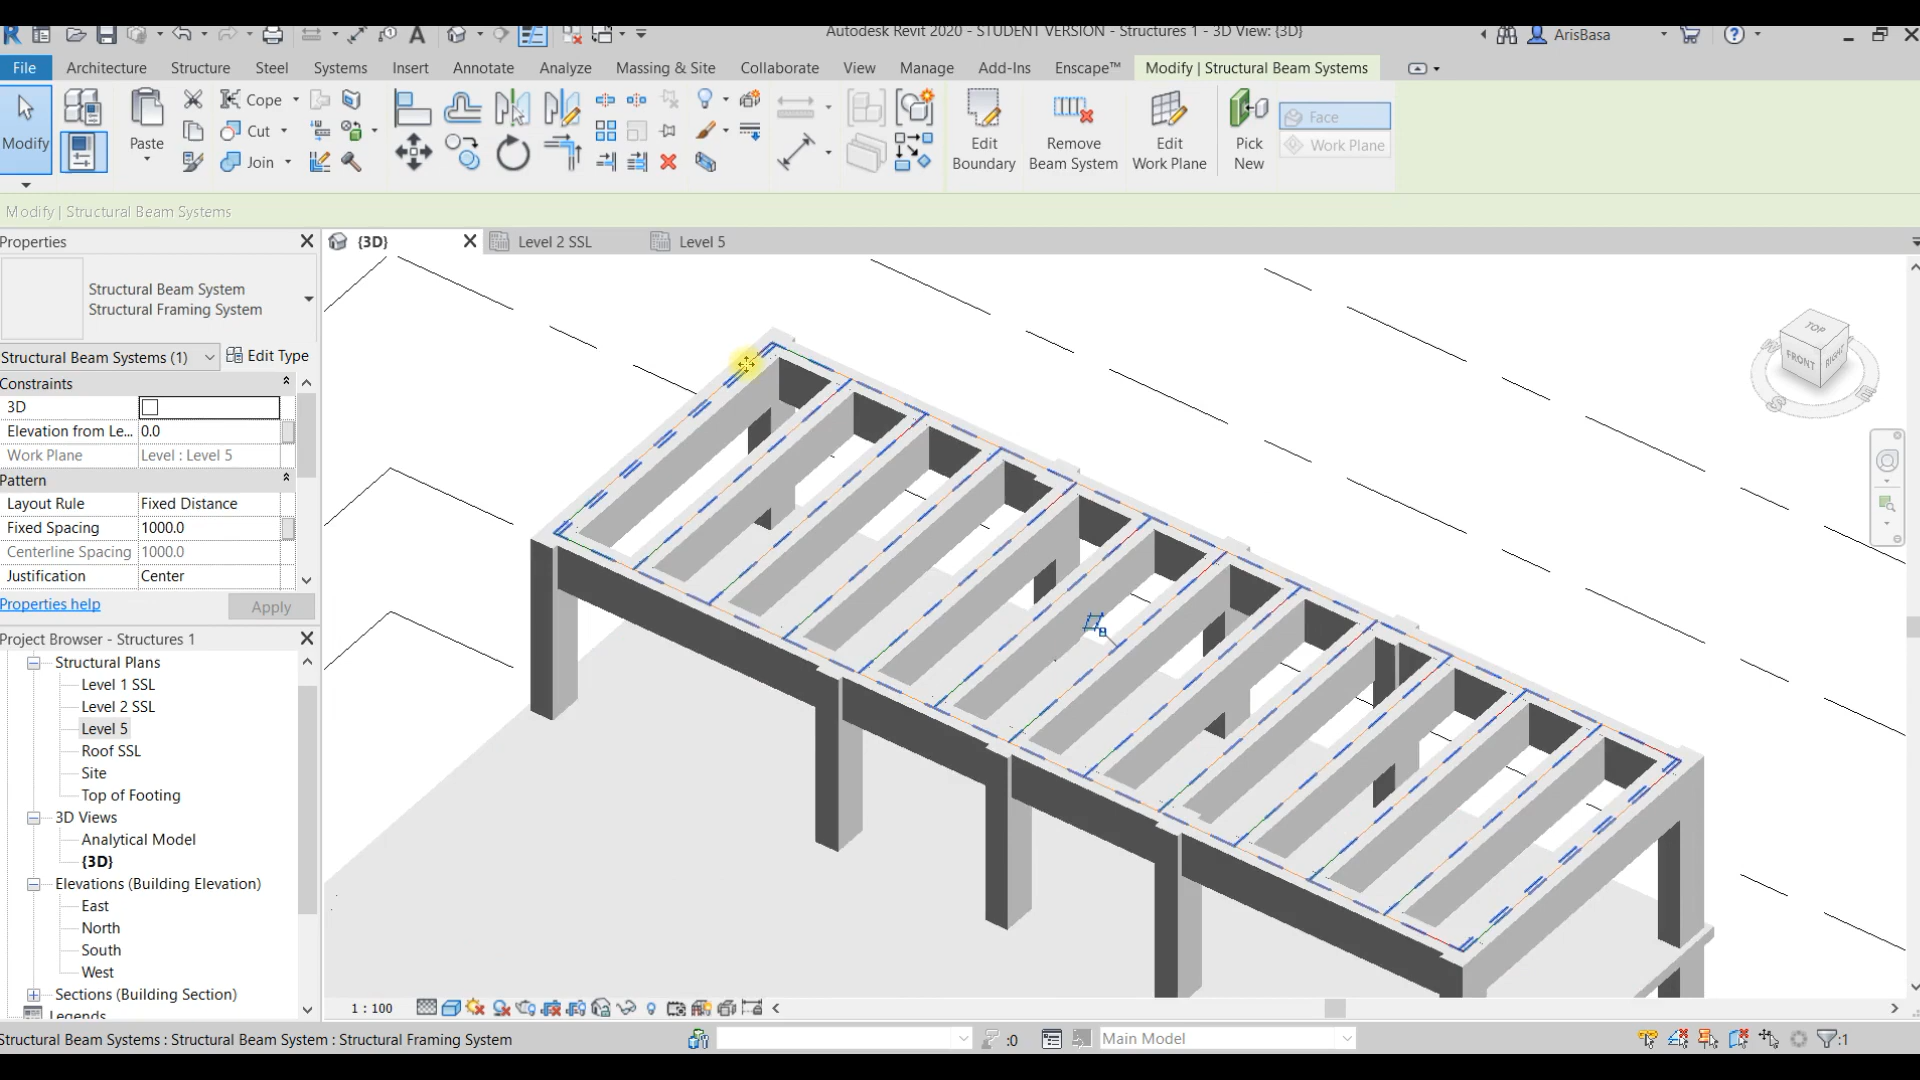 Autodesk Revit 2020 - STUDENT VERSION - Structures 1 - 3D View: {3D}
ArisBasa
File
Architecture
Structure
Steel
Systems
Insert
Annotate
Analyze
Massing & Site
Collaborate
View
Manage
Add-Ins
Enscape™
Modify | Structural Beam Systems
Modify
Paste
Cope
Cut
Join
Edit
Boundary
Remove
Beam System
Edit
Work Plane
Pick
New
Face
Work Plane
Modify | Structural Beam Systems
Properties
{3D}
Level 2 SSL
Level 5
Structural Beam System
Structural Framing System
Structural Beam Systems (1)
Edit Type
Constraints
3D
Elevation from Le...
0.0
Work Plane
Level : Level 5
Pattern
Layout Rule
Fixed Distance
Fixed Spacing
1000.0
Centerline Spacing
1000.0
Justification
Center
Properties help
Apply
Project Browser - Structures 1
Structural Plans
Level 1 SSL
Level 2 SSL
Level 5
Roof SSL
Site
Top of Footing
3D Views
Analytical Model
{3D}
Elevations (Building Elevation)
East
North
South
West
Sections (Building Section)
Legends
TOP
FRONT
RIGHT
W
S
E
1 : 100
Structural Beam Systems : Structural Beam System : Structural Framing System
:0
Main Model
:1